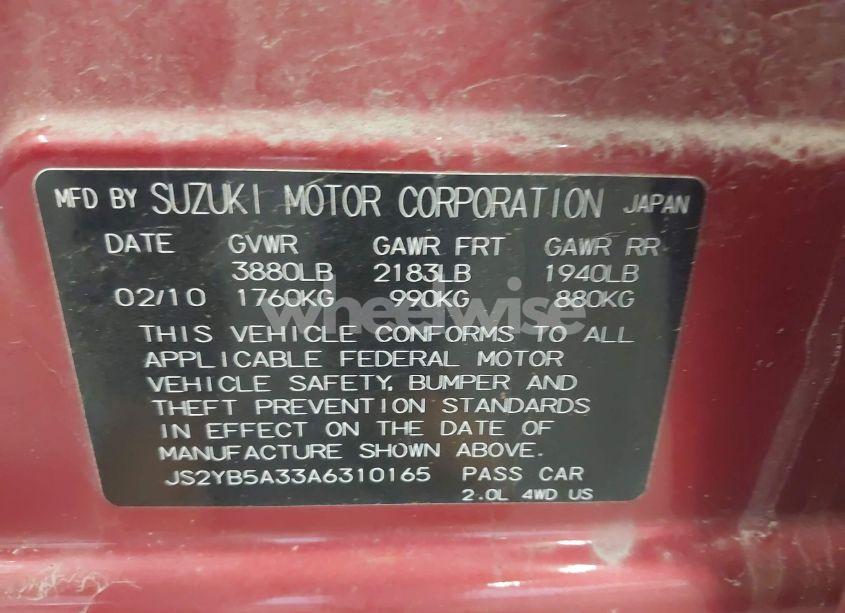 MFD BY SUZUKI MOTOR CORPORATION JAPAN
DATE GVWR GAWR FRT GAWR RR
3880LB 2183LB 1940LB
02/10 1760KG 990KG 880KG
wheelwise
THIS VEHICLE CONFORMS TO ALL
APPLICABLE FEDERAL MOTOR
VEHICLE SAFETY, BUMPER AND
THEFT PREVENTION STANDARDS
IN EFFECT ON THE DATE OF
MANUFACTURE SHOWN ABOVE.
JS2YB5A33A6310165 PASS CAR
2.0L 4WD US